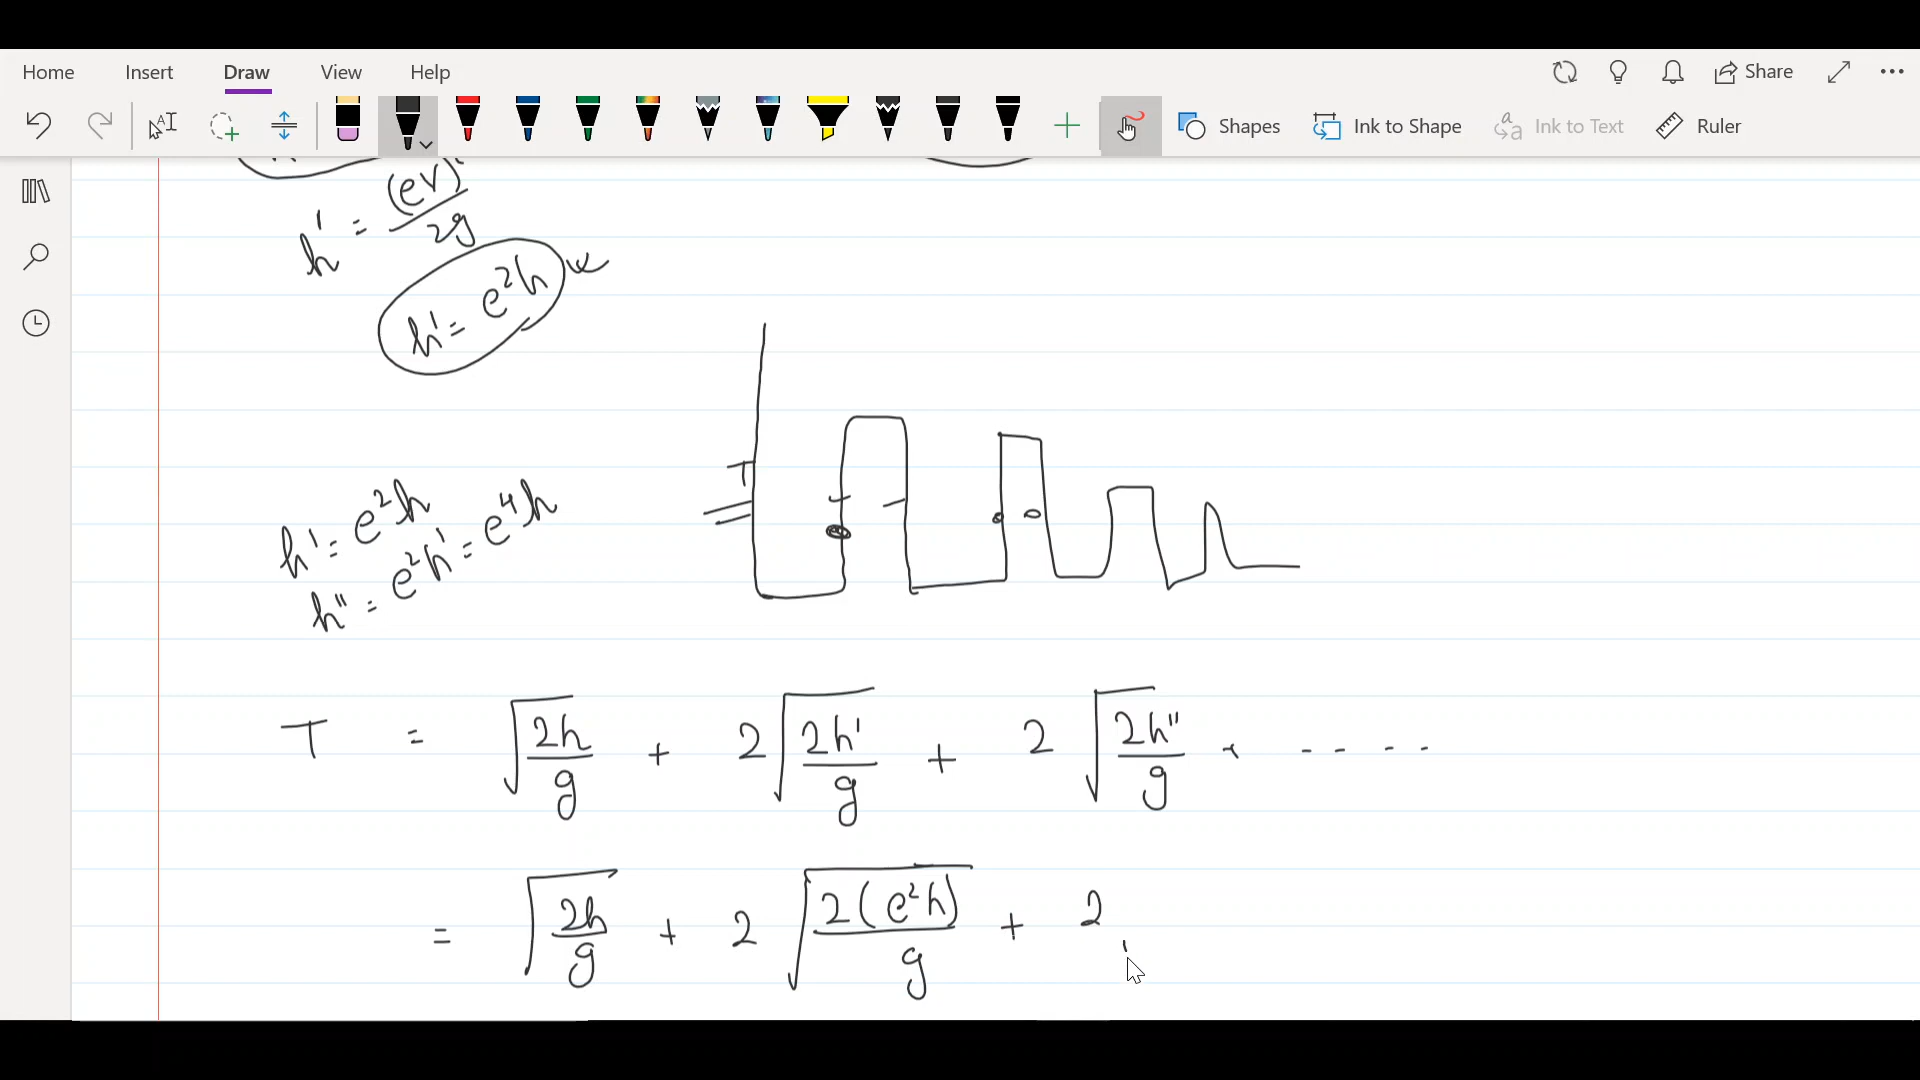 Home Insert Draw View Help Share
Shapes Ink to Shape Ink to Text Ruler
h' = (eV)/2g
h' = e²h
T
h' = e²h
h'' = e²h' = e⁴h
T = √(2h/g) + 2√(2h'/g) + 2√(2h''/g) + - - - -
= √(2h/g) + 2√(2(e²h)/g) + 2